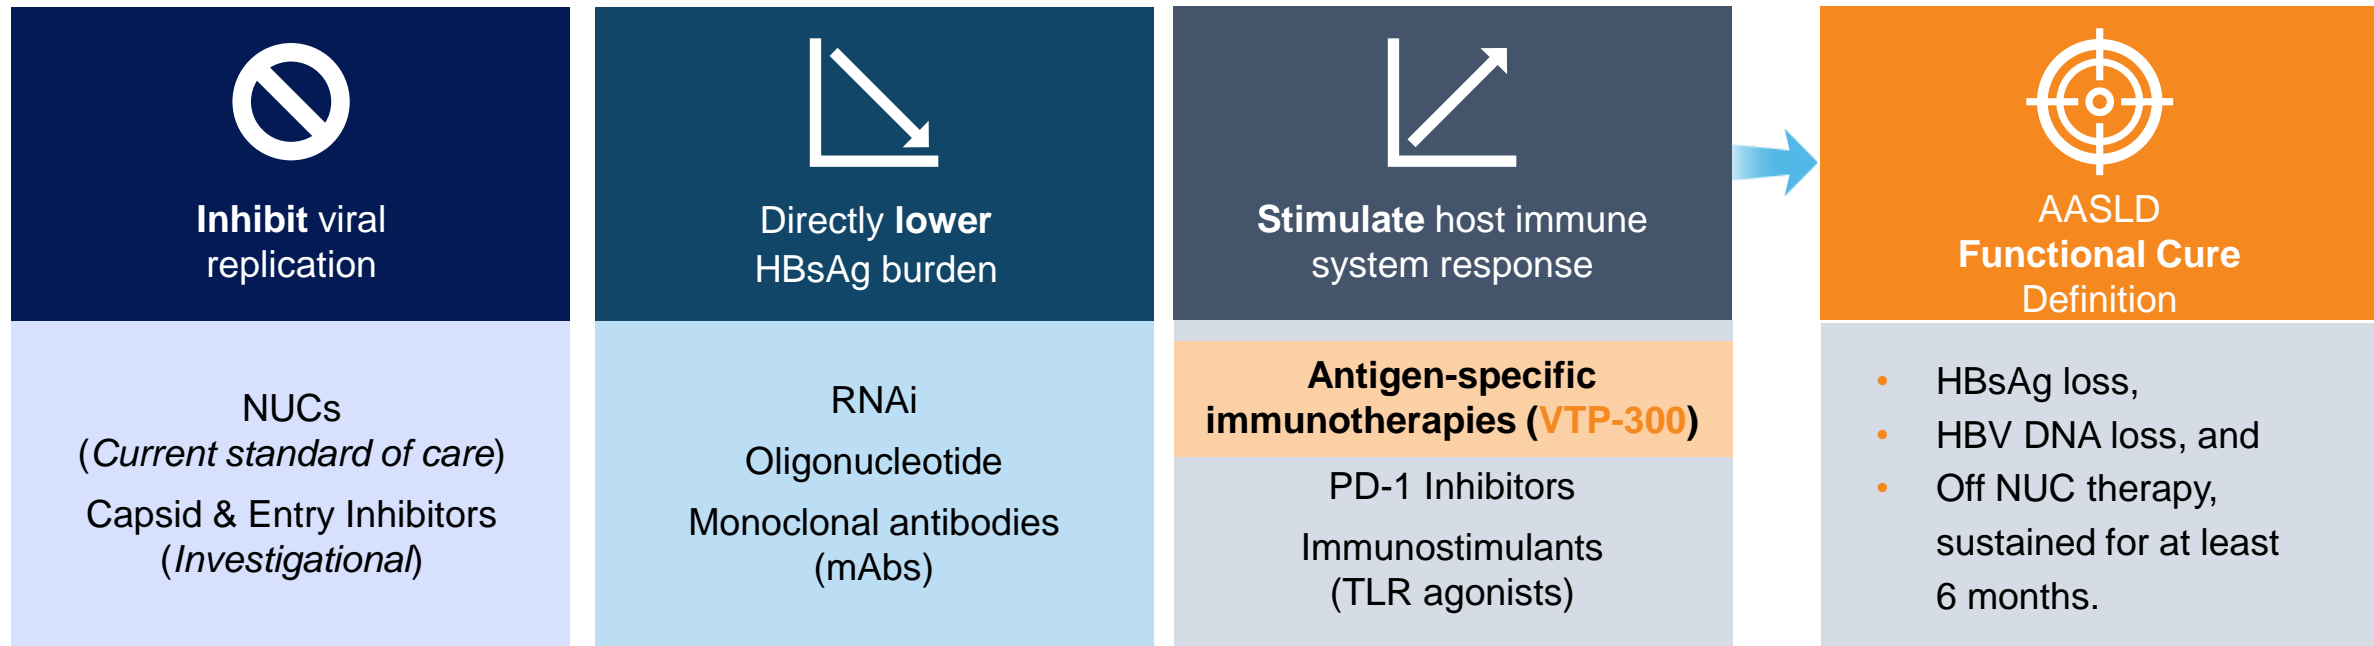 Inhibit viral
replication
NUCs
(Current standard of care)
Capsid & Entry Inhibitors
(Investigational)
Directly lower
HBsAg burden
RNAi
Oligonucleotide
Monoclonal antibodies
(mAbs)
Stimulate host immune
system response
Antigen-specific
immunotherapies (VTP-300)
PD-1 Inhibitors
Immunostimulants
(TLR agonists)
AASLD
Functional Cure
Definition
• HBsAg loss,
• HBV DNA loss, and
• Off NUC therapy,
sustained for at least
6 months.